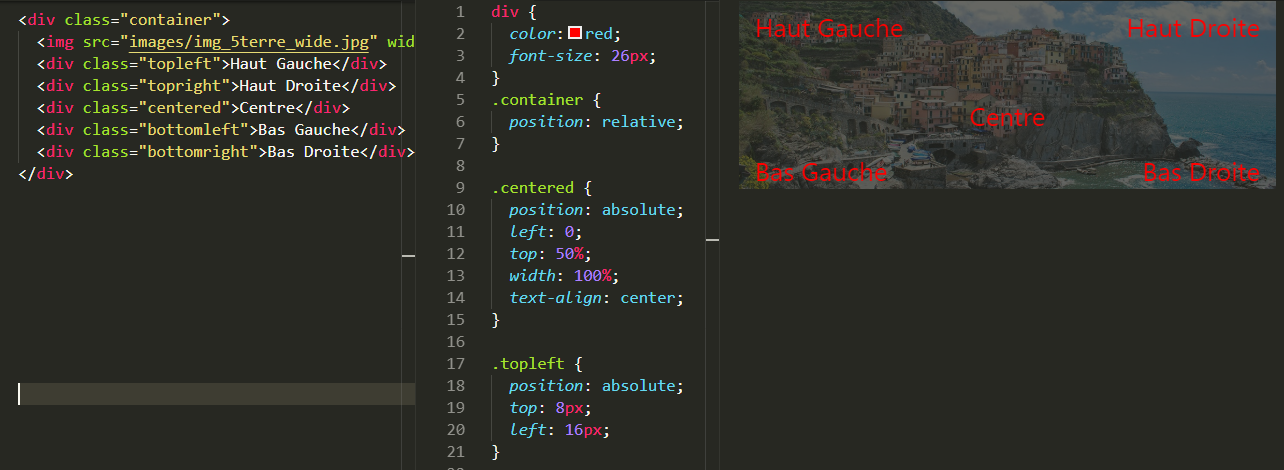 <div class="container">
<img src="images/img_5terre_wide.jpg" wid
<div class="topleft">Haut Gauche</div>
<div class="topright">Haut Droite</div>
<div class="centered">Centre</div>
<div class="bottomleft">Bas Gauche</div>
<div class="bottomright">Bas Droite</div>
</div>
1 div {
2 color: red;
3 font-size: 26px;
4 }
5 .container {
6 position: relative;
7 }
8
9 .centered {
10 position: absolute;
11 left: 0;
12 top: 50%;
13 width: 100%;
14 text-align: center;
15 }
16
17 .topleft {
18 position: absolute;
19 top: 8px;
20 left: 16px;
21 }
Haut Gauche Haut Droite
Centre
Bas Gauche Bas Droite